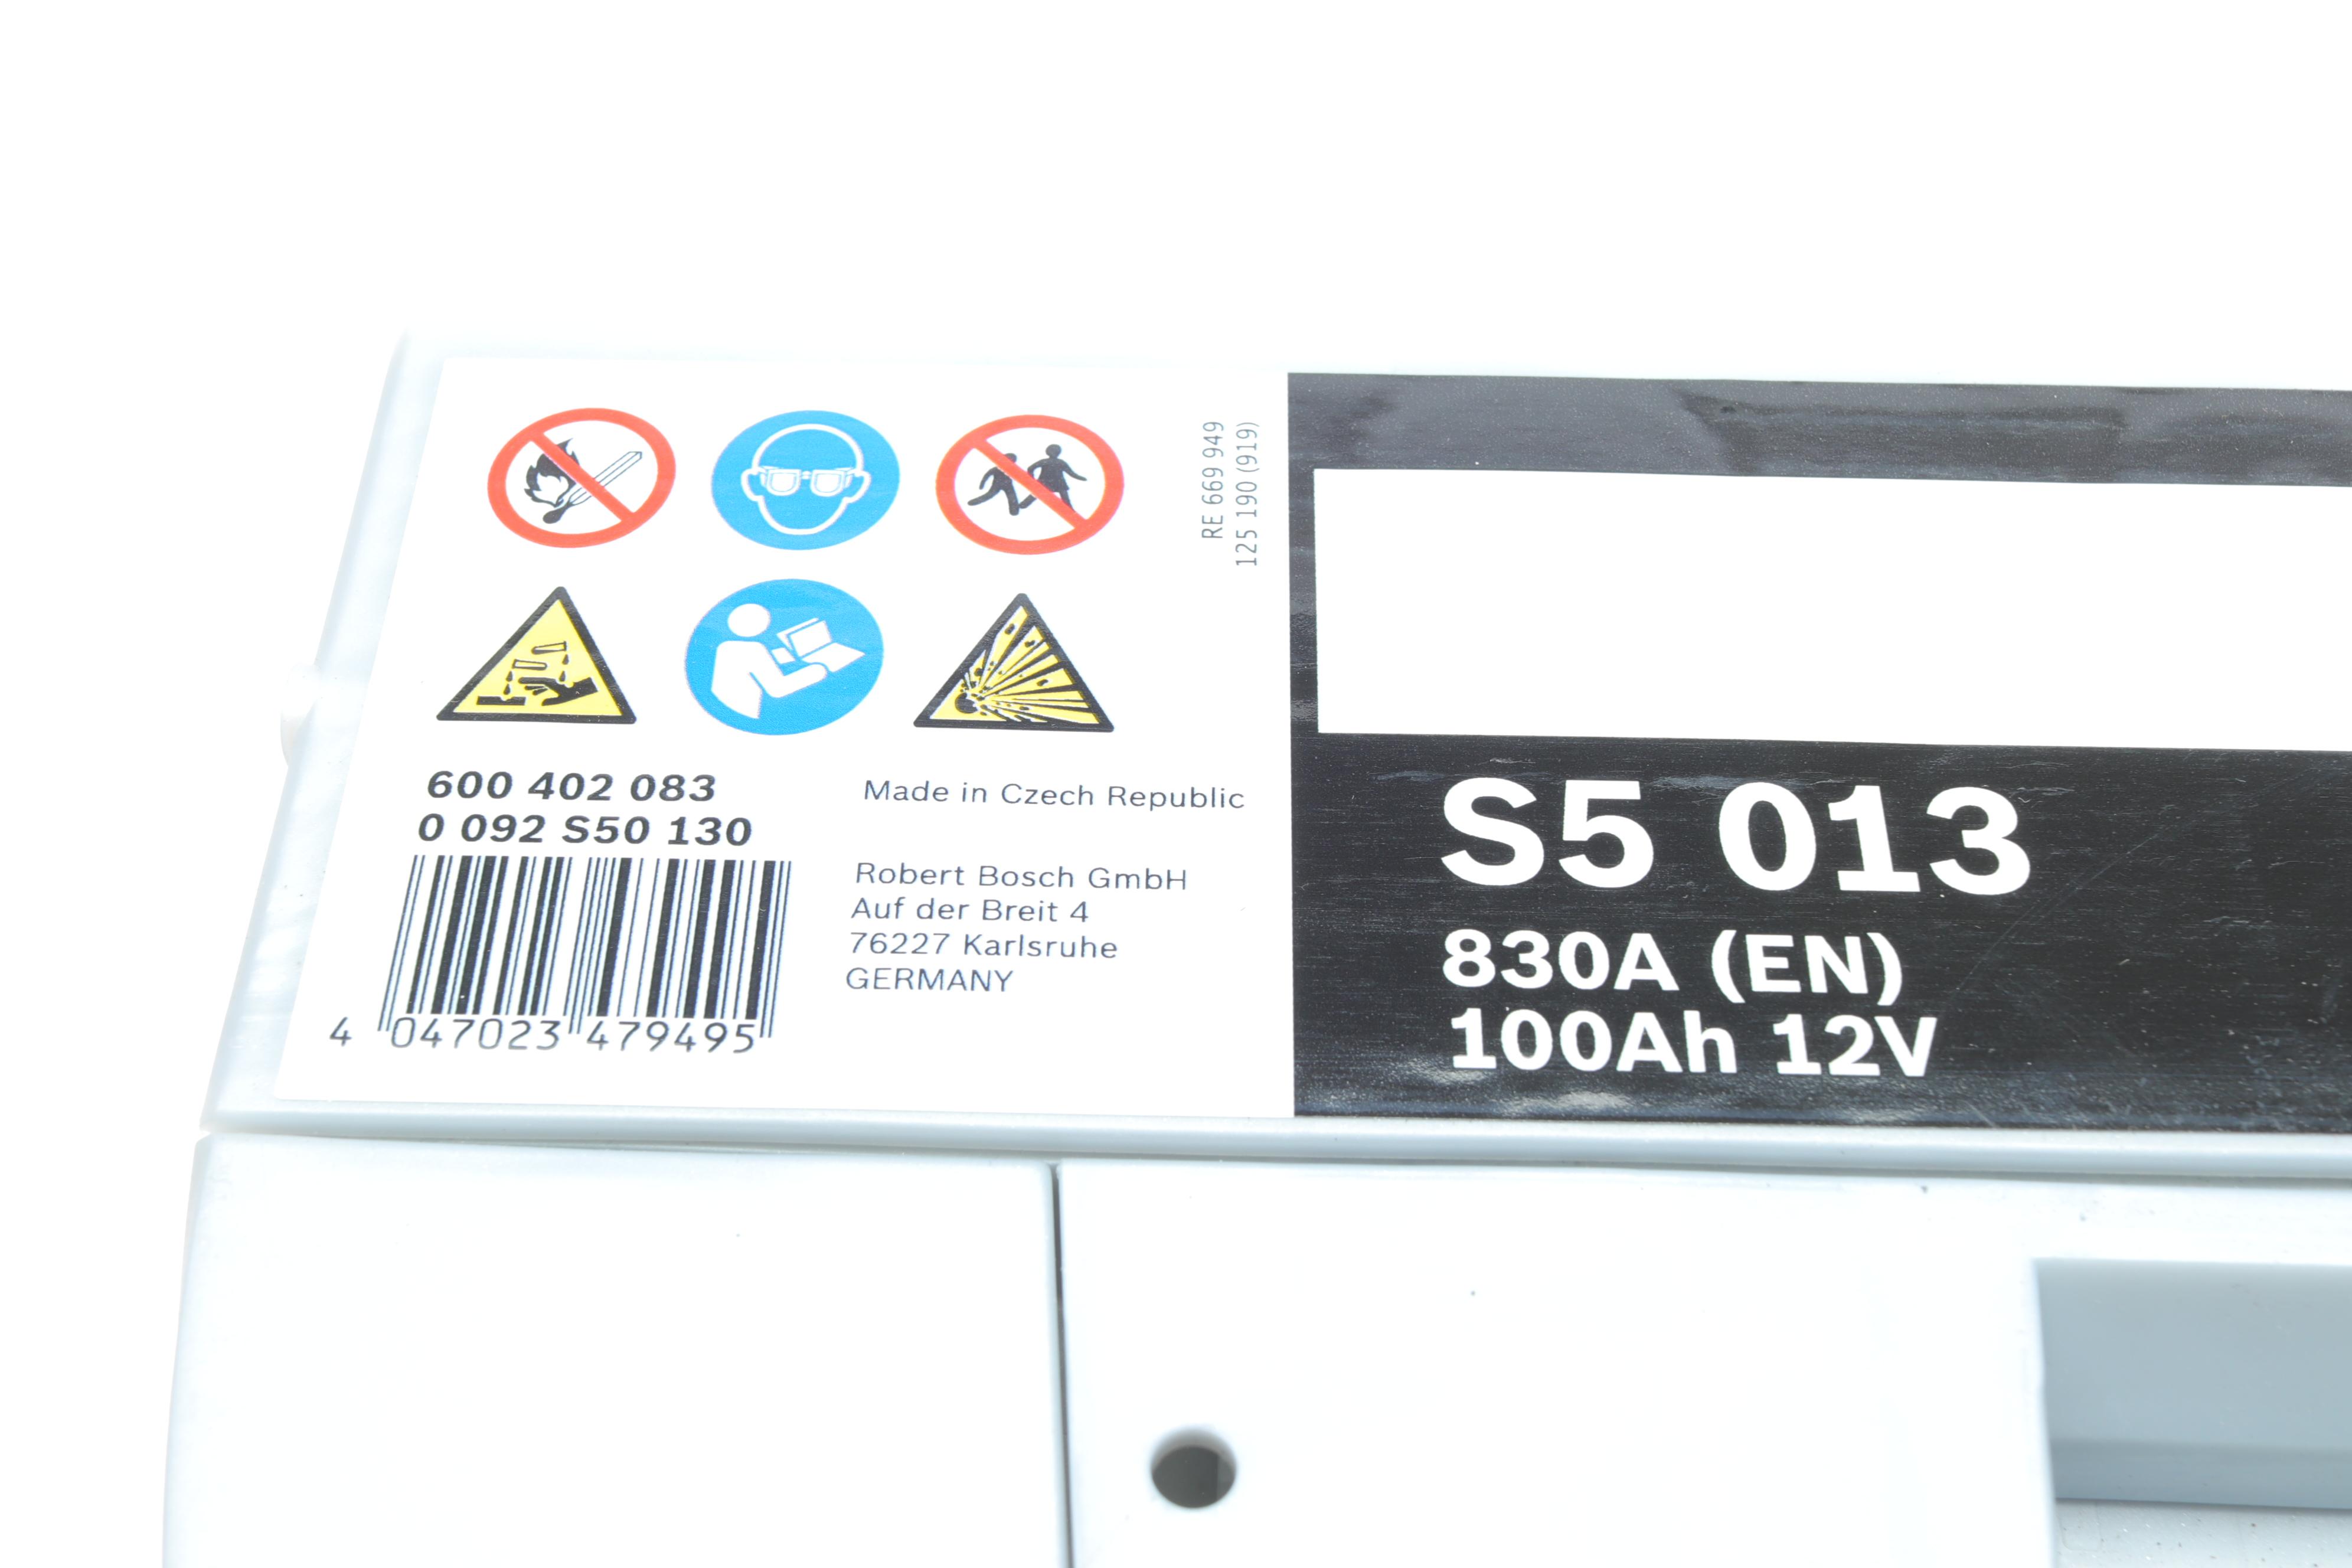 RE 669 949
125 190 (919)
600 402 083
0 092 S50 130
4 047023 479495
Made in Czech Republic
Robert Bosch GmbH
Auf der Breit 4
76227 Karlsruhe
GERMANY
S5 013
830A (EN)
100Ah 12V